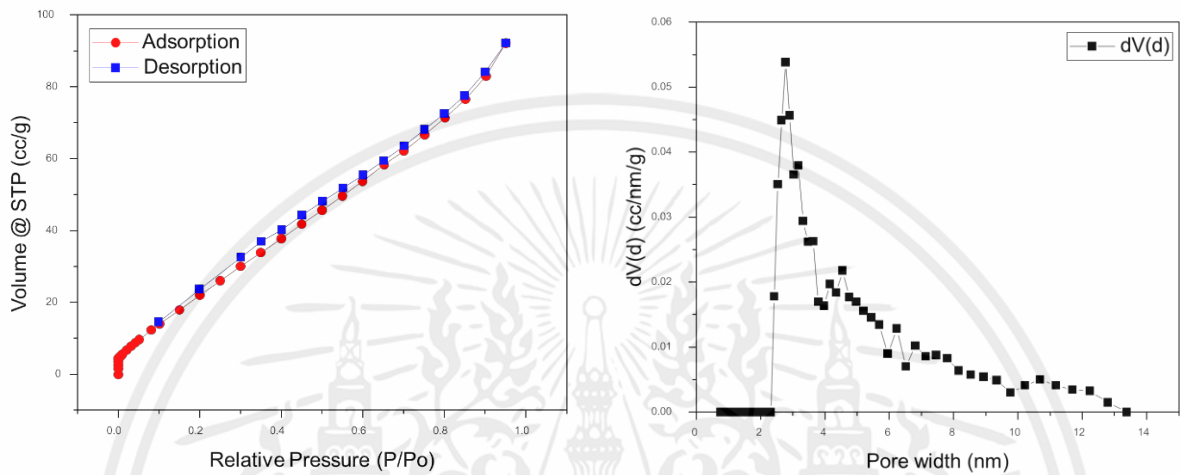 100
80
60
40
20
0
0.0 0.2 0.4 0.6 0.8 1.0
Volume @ STP (cc/g)
Relative Pressure (P/Po)
Adsorption
Desorption
0.06
0.05
0.04
0.03
0.02
0.01
0.00
0 2 4 6 8 10 12 14
dV(d) (cc/nm/g)
Pore width (nm)
dV(d)